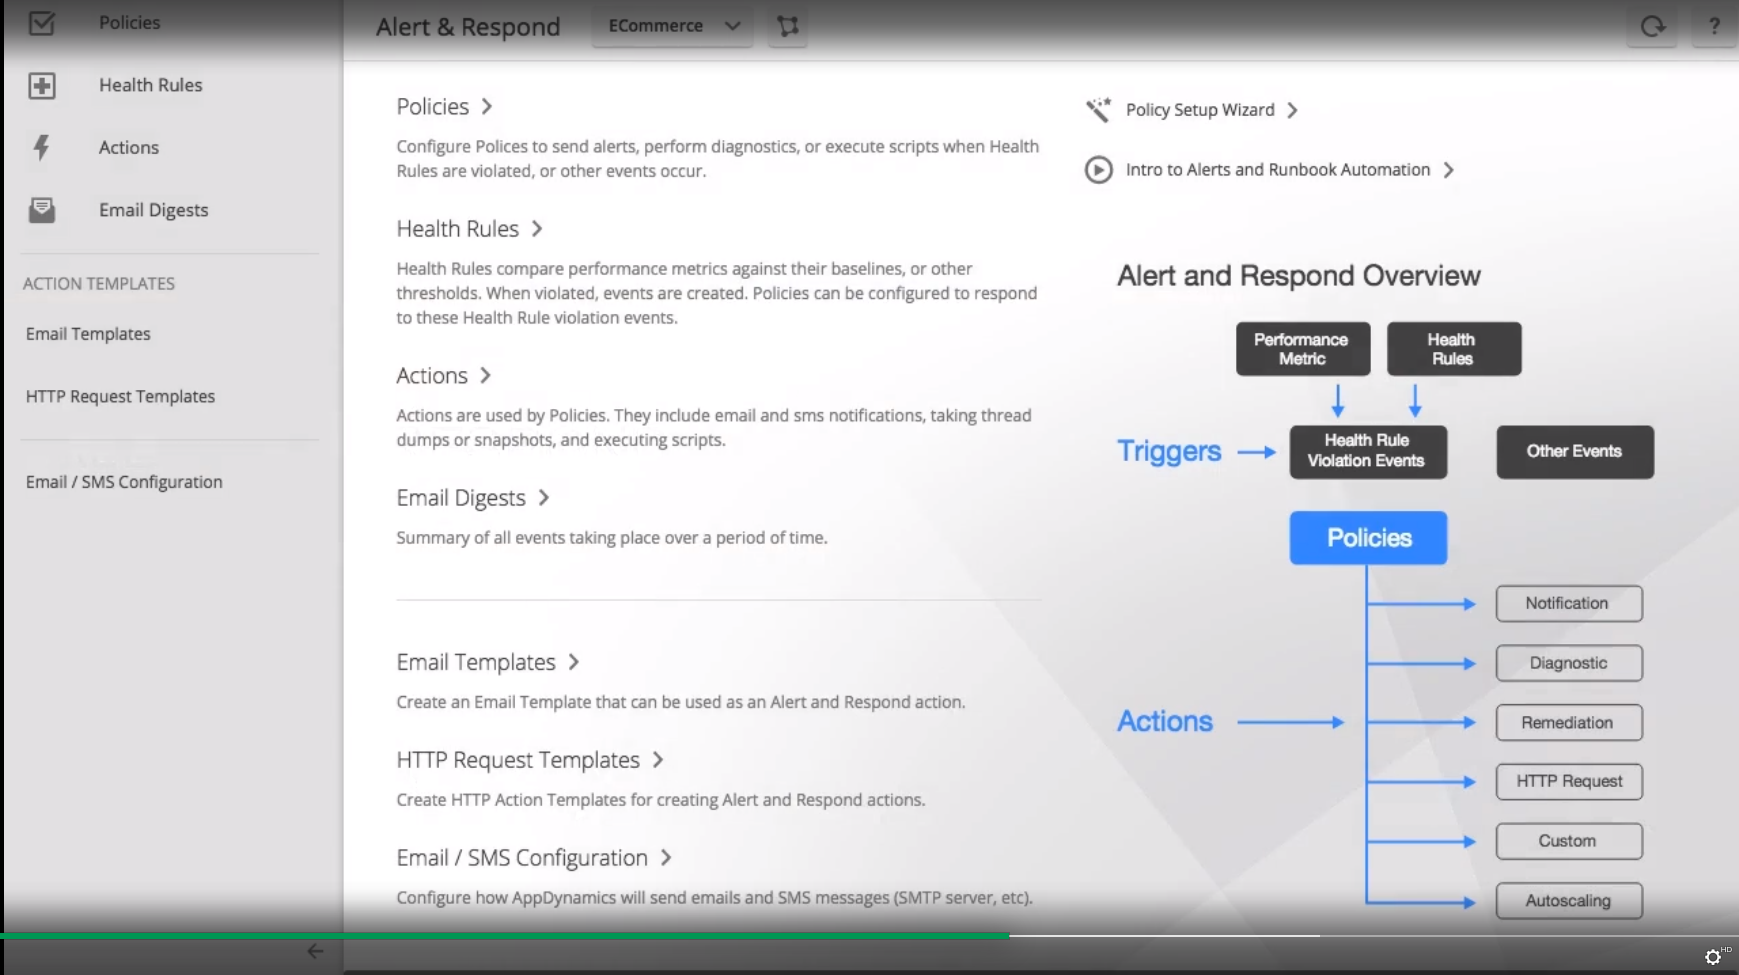 Policies
Health Rules
Actions
Email Digests
ACTION TEMPLATES
Email Templates
HTTP Request Templates
Email / SMS Configuration
Alert & Respond
ECommerce
?
Policies
Configure Polices to send alerts, perform diagnostics, or execute scripts when Health
Rules are violated, or other events occur.
Health Rules
Health Rules compare performance metrics against their baselines, or other
thresholds. When violated, events are created. Policies can be configured to respond
to these Health Rule violation events.
Actions
Actions are used by Policies. They include email and sms notifications, taking thread
dumps or snapshots, and executing scripts.
Email Digests
Summary of all events taking place over a period of time.
Email Templates
Create an Email Template that can be used as an Alert and Respond action.
HTTP Request Templates
Create HTTP Action Templates for creating Alert and Respond actions.
Email / SMS Configuration
Configure how AppDynamics will send emails and SMS messages (SMTP server, etc).
Policy Setup Wizard
Intro to Alerts and Runbook Automation
Alert and Respond Overview
Performance
Metric
Health
Rules
Triggers
Health Rule
Violation Events
Other Events
Policies
Notification
Diagnostic
Actions
Remediation
HTTP Request
Custom
Autoscaling
HD